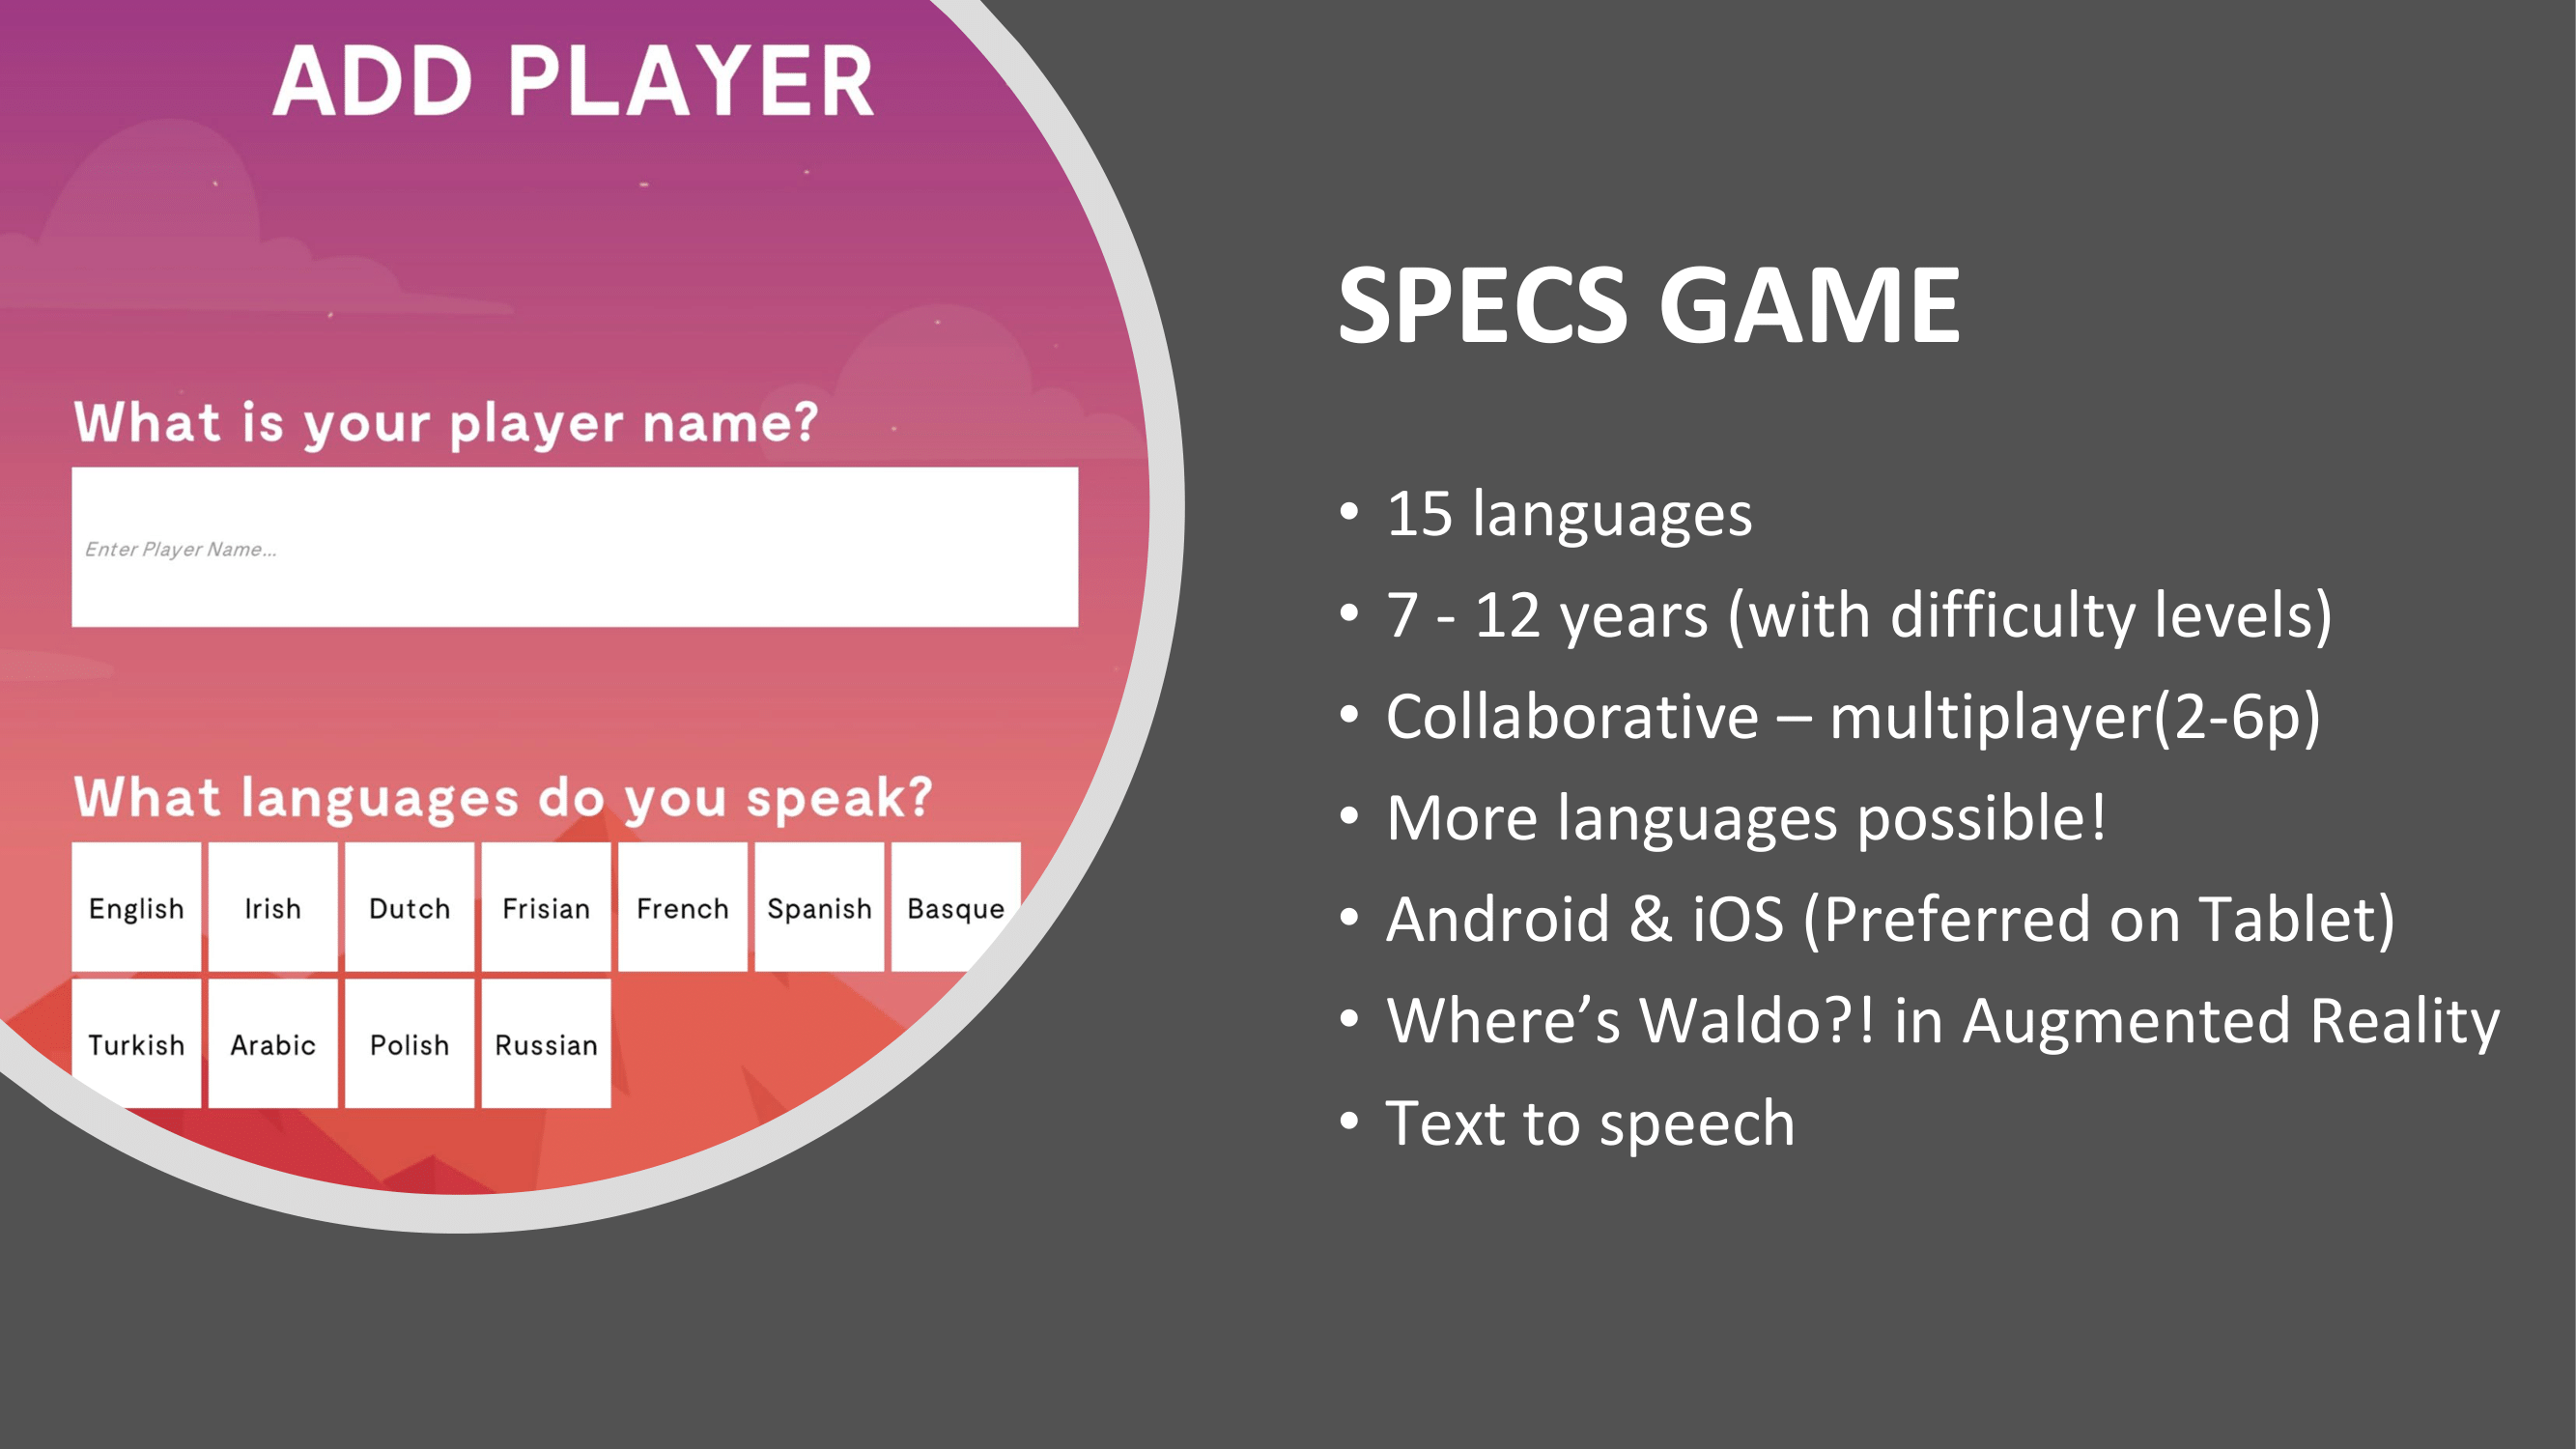 ADD PLAYER
What is your player name?
Enter Player Name...
What languages do you speak?
English Irish Dutch Frisian French Spanish Basque
Turkish Arabic Polish Russian
SPECS GAME
• 15 languages
• 7 - 12 years (with difficulty levels)
• Collaborative – multiplayer(2-6p)
• More languages possible!
• Android & iOS (Preferred on Tablet)
• Where’s Waldo?! in Augmented Reality
• Text to speech